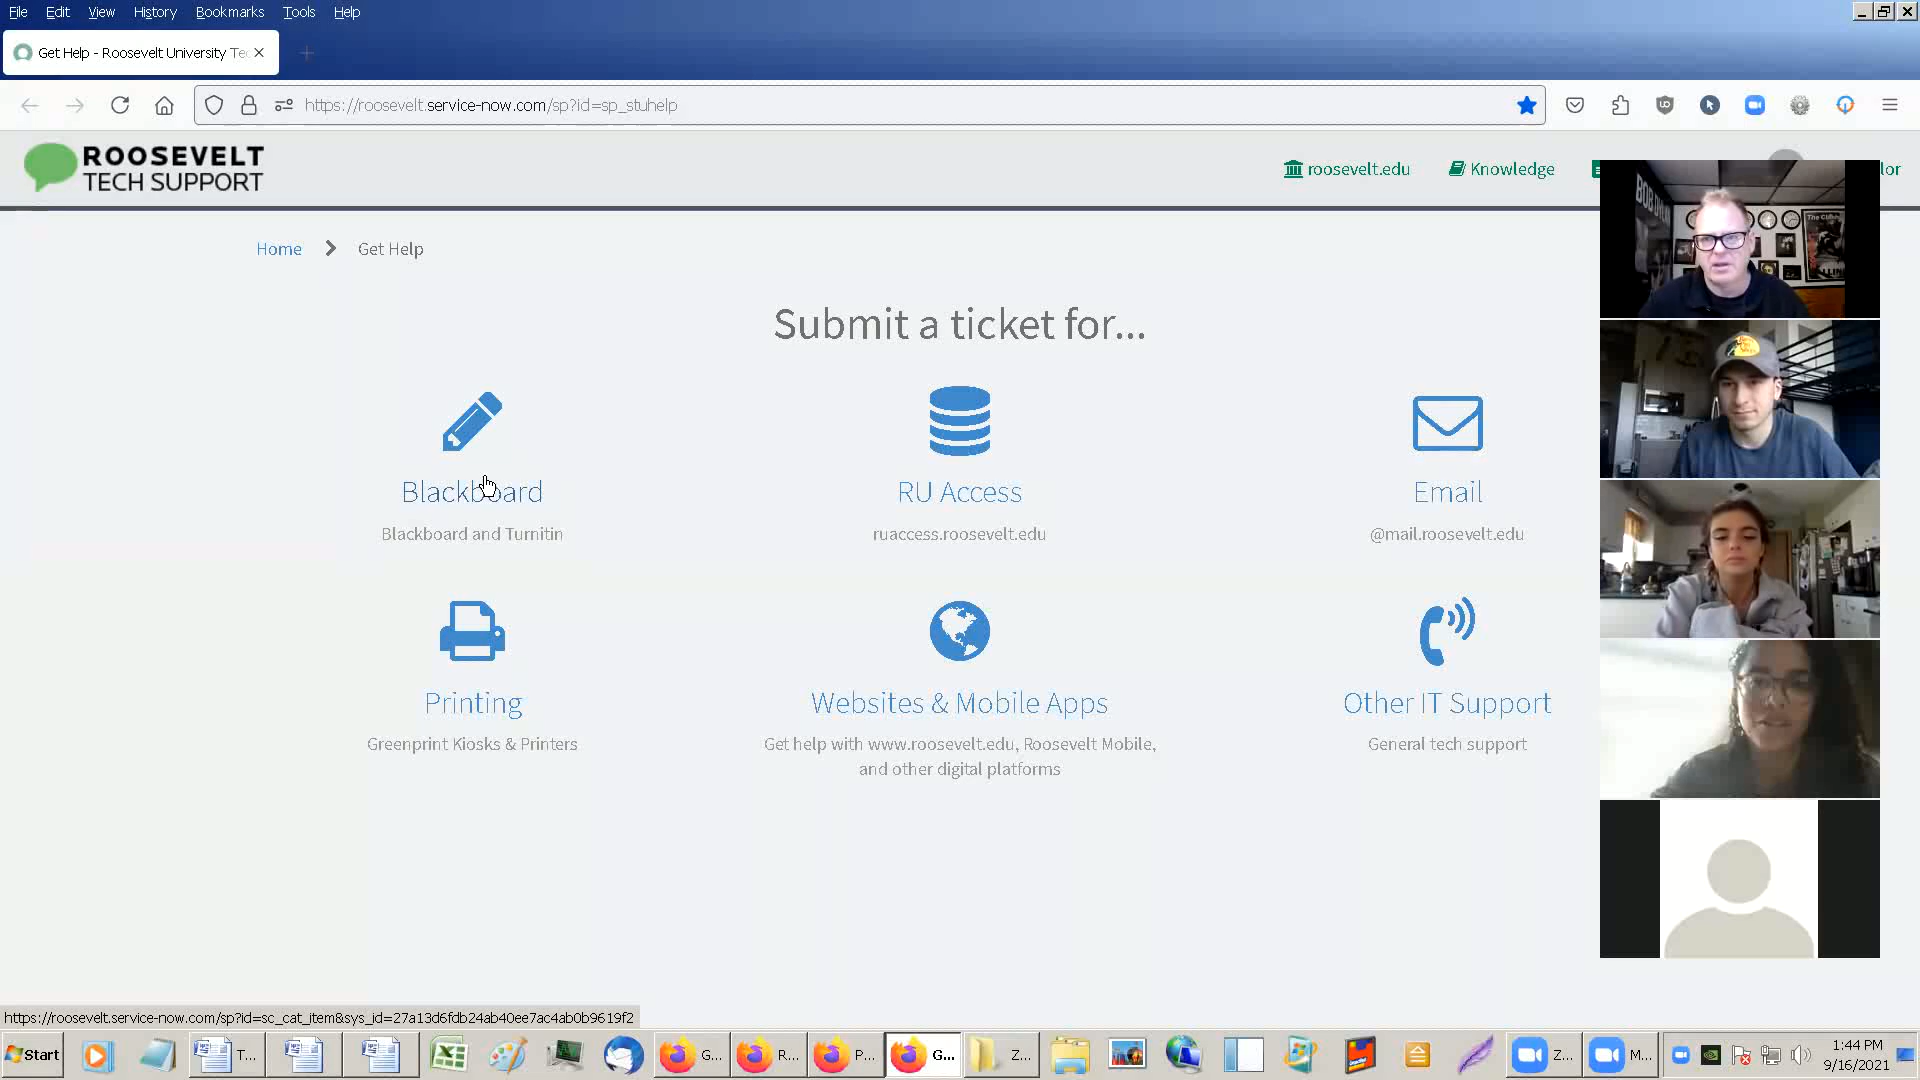 File Edit View History Bookmarks Tools Help
Get Help - Roosevelt University Te
https://roosevelt.service-now.com/sp?id=sp_stuhelp
ROOSEVELT
TECH SUPPORT
roosevelt.edu Knowledge lor
Home Get Help
Submit a ticket for...
Blackboard RU Access Email
Blackboard and Turnitin ruaccess.roosevelt.edu @mail.roosevelt.edu
Printing Websites & Mobile Apps Other IT Support
Greenprint Kiosks & Printers Get help with www.roosevelt.edu, Roosevelt Mobile, General tech support
and other digital platforms
BOB DYLAN
The Clash
https://roosevelt.service-now.com/sp?id=sc_cat_item&sys_id=27a13d6fdb24ab40ee7ac4ab0b9619f2
Start T... G... R... P... G... Z... Z... M... 1:44 PM
9/16/2021